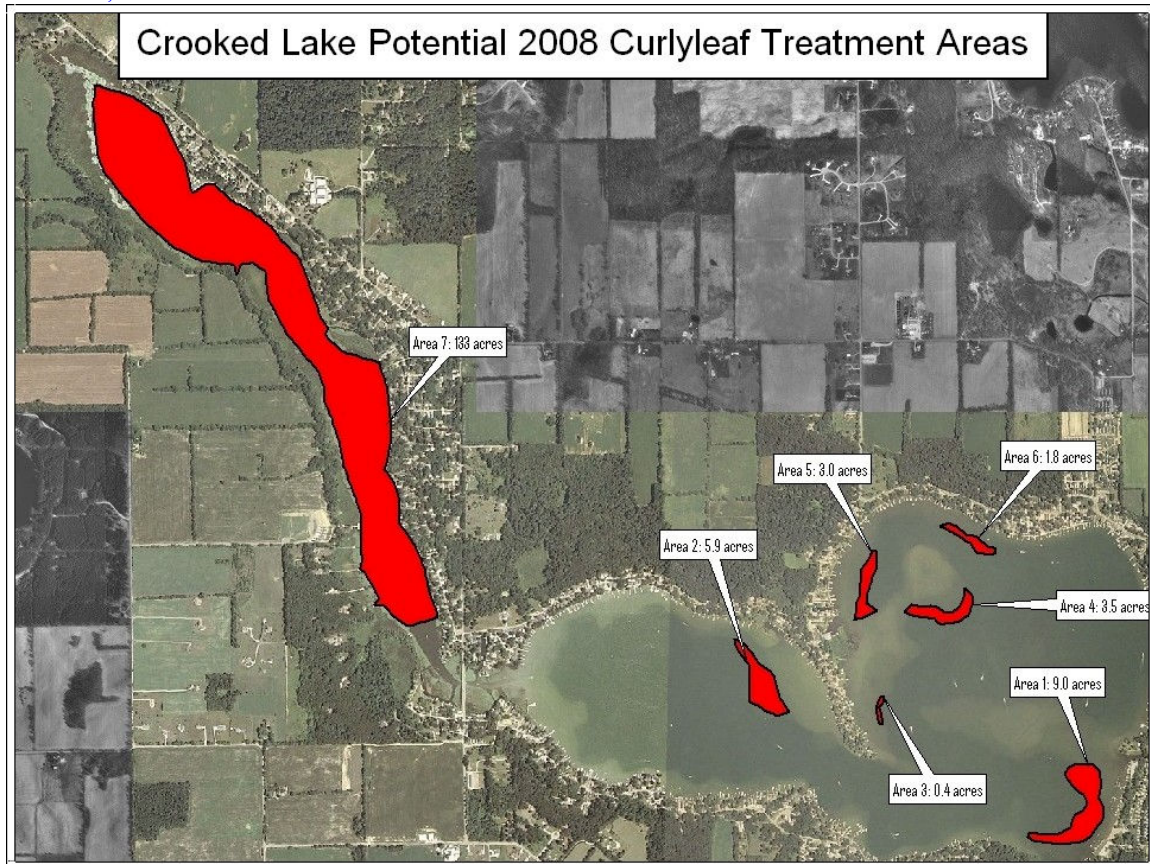 Crooked Lake Potential 2008 Curlyleaf Treatment Areas
Area 7: 133 acres
Area 6: 1.8 acres
Area 5: 3.0 acres
Area 2: 5.9 acres
Area 4: 3.5 acres
Area 1: 9.0 acres
Area 3: 0.4 acres